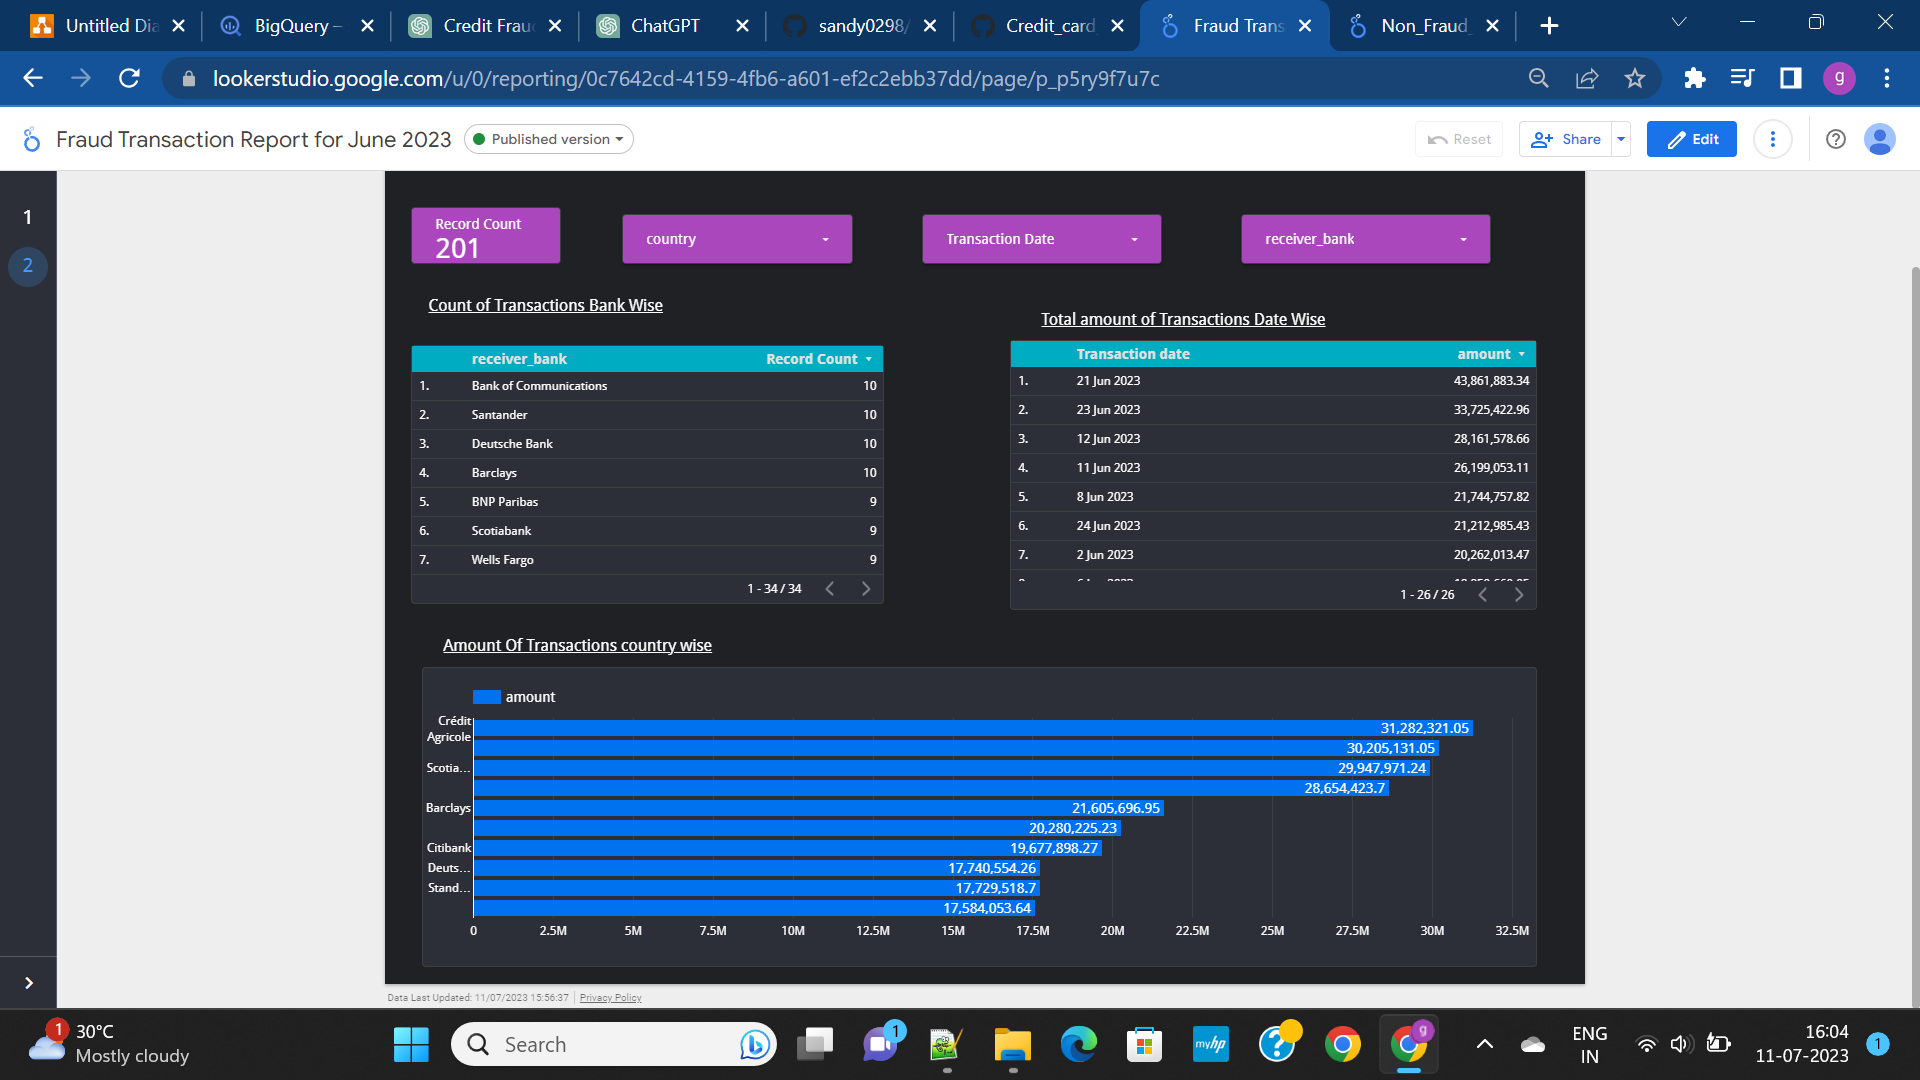 Untitled Dia
BigQuery –
Credit Frau
ChatGPT
sandy0298/
Credit_card
Fraud Trans
Non_Fraud_
lookerstudio.google.com/u/0/reporting/0c7642cd-4159-4fb6-a601-ef2c2ebb37dd/page/p_p5ry9f7u7c
g
Fraud Transaction Report for June 2023
Published version
Reset
Share
Edit
1
2
Record Count
201
country
Transaction Date
receiver_bank
Count of Transactions Bank Wise
receiver_bank Record Count
1. Bank of Communications 10
2. Santander 10
3. Deutsche Bank 10
4. Barclays 10
5. BNP Paribas 9
6. Scotiabank 9
7. Wells Fargo 9
1 - 34 / 34
Total amount of Transactions Date Wise
Transaction date amount
1. 21 Jun 2023 43,861,883.34
2. 23 Jun 2023 33,725,422.96
3. 12 Jun 2023 28,161,578.66
4. 11 Jun 2023 26,199,053.11
5. 8 Jun 2023 21,744,757.82
6. 24 Jun 2023 21,212,985.43
7. 2 Jun 2023 20,262,013.47
1 - 26 / 26
Amount Of Transactions country wise
amount
Crédit
Agricole
31,282,321.05
30,205,131.05
Scotia... 29,947,971.24
28,654,423.7
Barclays 21,605,696.95
20,280,225.23
Citibank 19,677,898.27
Deuts... 17,740,554.26
Stand... 17,729,518.7
17,584,053.64
0 2.5M 5M 7.5M 10M 12.5M 15M 17.5M 20M 22.5M 25M 27.5M 30M 32.5M
Data Last Updated: 11/07/2023 15:56:37
Privacy Policy
1
30°C
Mostly cloudy
Search
1
myhp
g
ENG
IN
16:04
11-07-2023
1